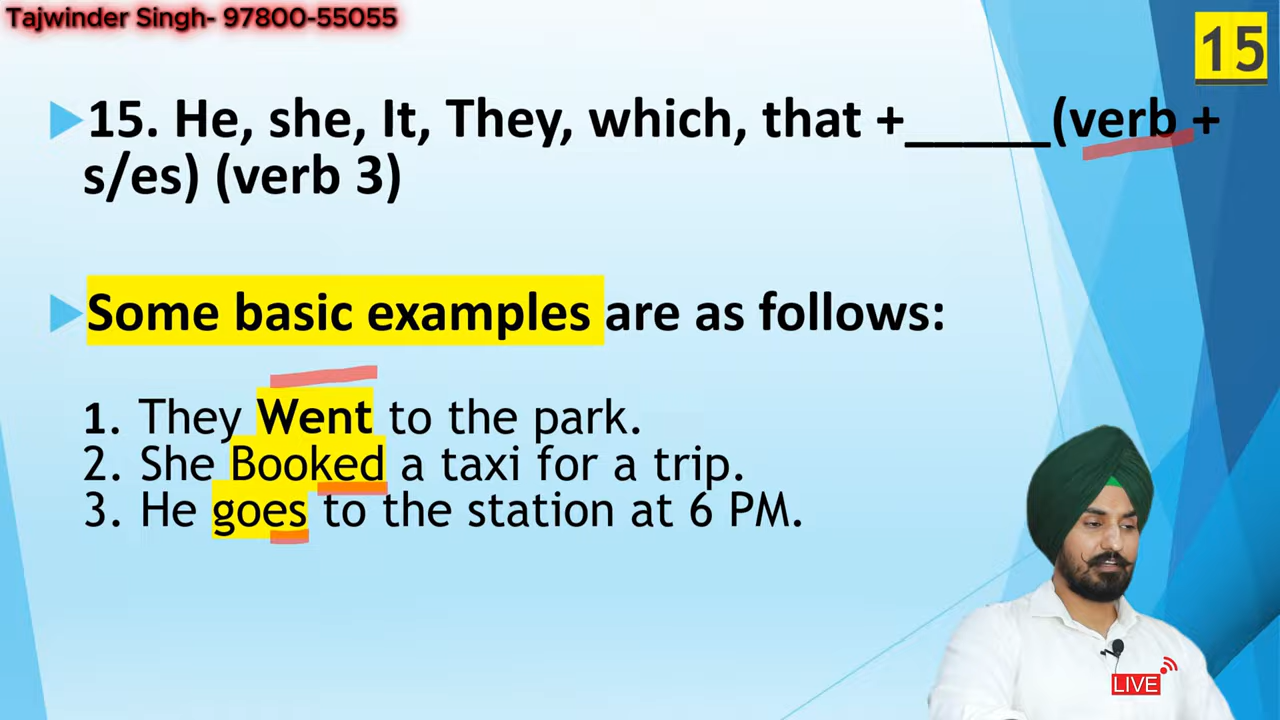 Tajwinder Singh- 97800-55055
15
15. He, she, It, They, which, that +_____(verb +
s/es) (verb 3)
Some basic examples are as follows:
1. They Went to the park.
2. She Booked a taxi for a trip.
3. He goes to the station at 6 PM.
LIVE